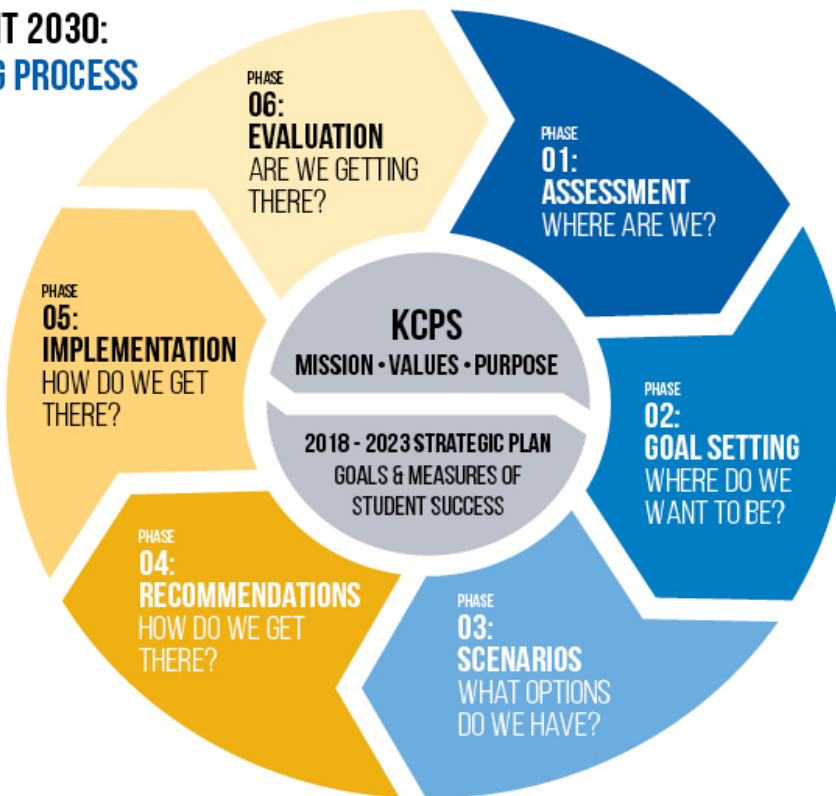 2030:
PROCESS
PHASE
01:
ASSESSMENT
WHERE ARE WE?
PHASE
02:
GOAL SETTING
WHERE DO WE
WANT TO BE?
PHASE
03:
SCENARIOS
WHAT OPTIONS
DO WE HAVE?
PHASE
04:
RECOMMENDATIONS
HOW DO WE GET
THERE?
PHASE
05:
IMPLEMENTATION
HOW DO WE GET
THERE?
PHASE
06:
EVALUATION
ARE WE GETTING
THERE?
KCPS
MISSION • VALUES • PURPOSE
2018 - 2023 STRATEGIC PLAN
GOALS & MEASURES OF
STUDENT SUCCESS